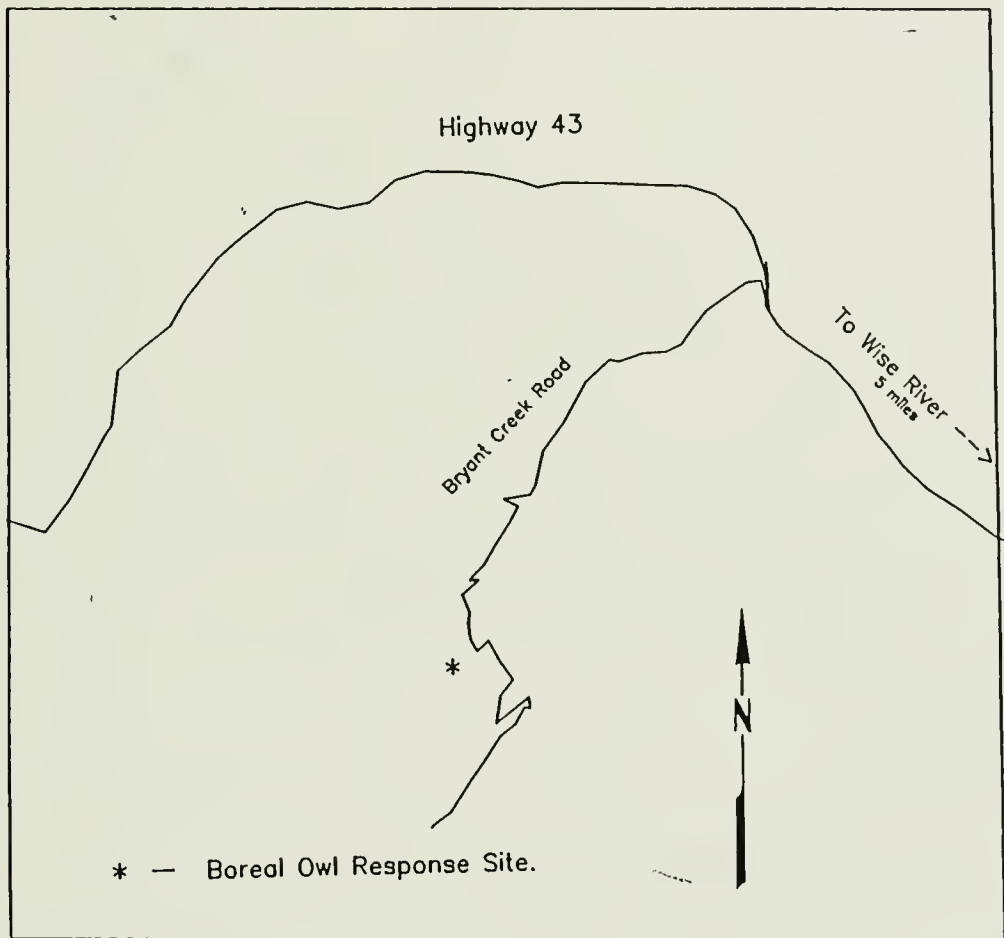 Highway 43
To Wise River
5 miles
Bryant Creek Road
N
* — Boreal Owl Response Site.